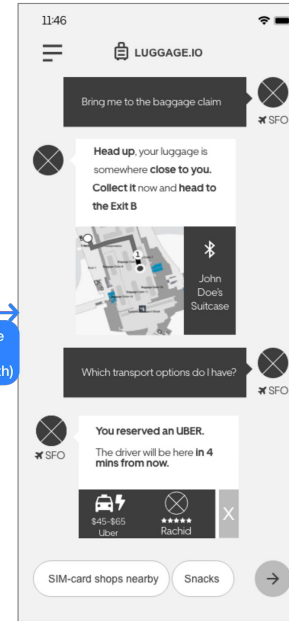 11:46
LUGGAGE.IO
Bring me to the baggage claim
SFO
Head up, your luggage is
somewhere close to you.
Collect it now and head to
the Exit B
1
John
Doe's
Suitcase
Which transport options do I have?
SFO
You reserved an UBER.
SFO
The driver will be here in 4
mins from now.
$45-$65
Uber
★★★★★
Rachid
X
SIM-card shops nearby
Snacks